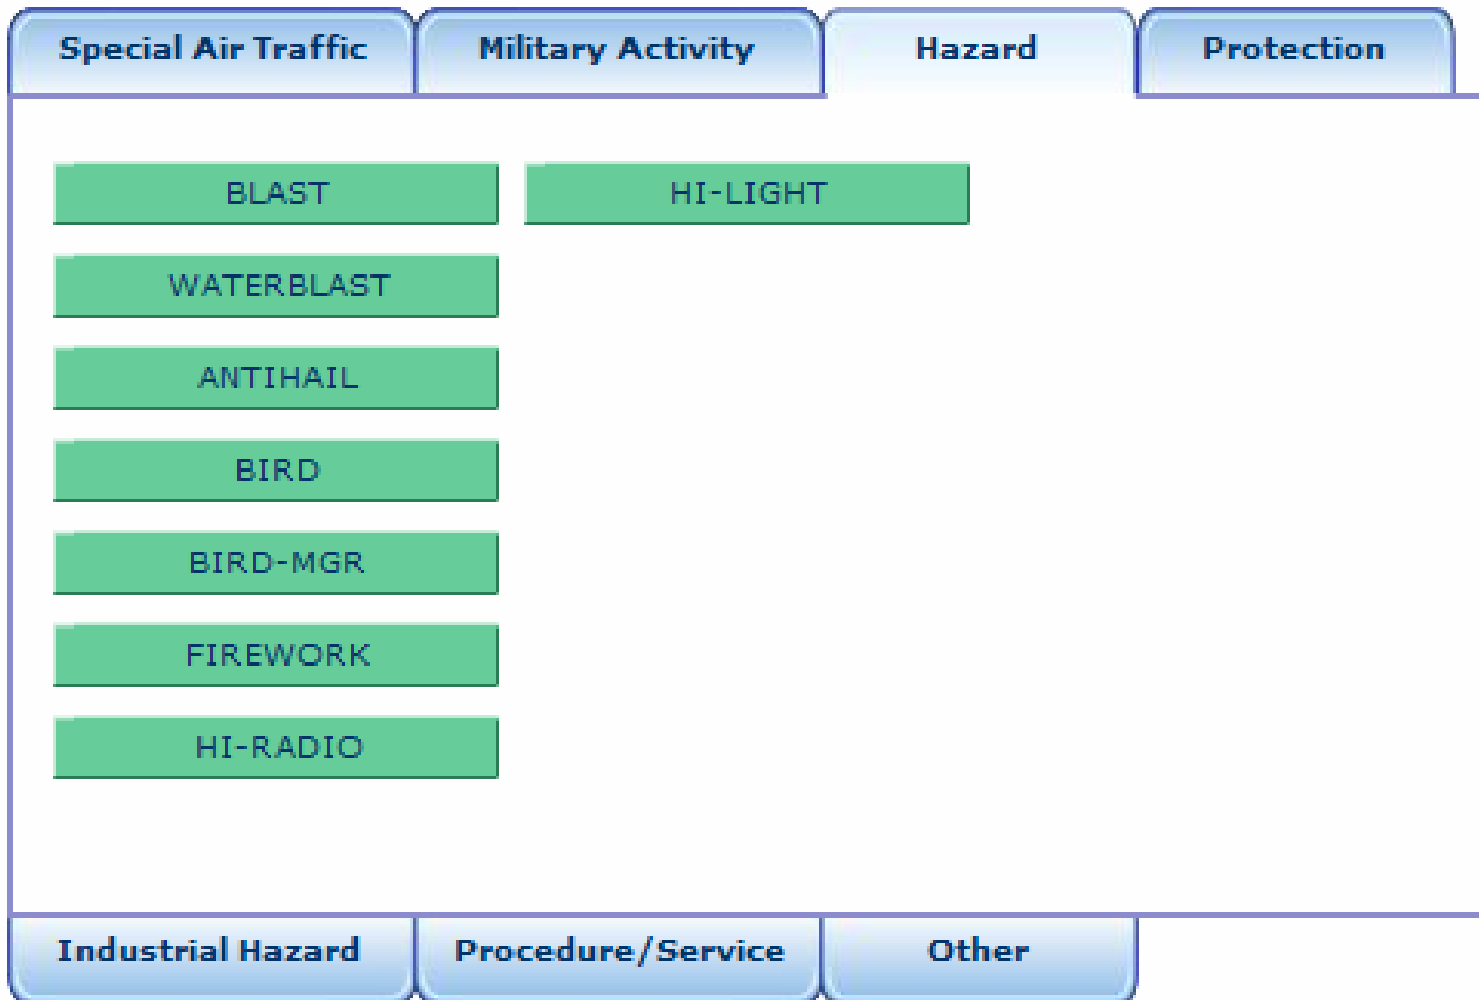 Special Air Traffic Military Activity Hazard Protection
BLAST HI-LIGHT
WATERBLAST
ANTIHAIL
BIRD
BIRD-MGR
FIREWORK
HI-RADIO
Industrial Hazard Procedure/Service Other